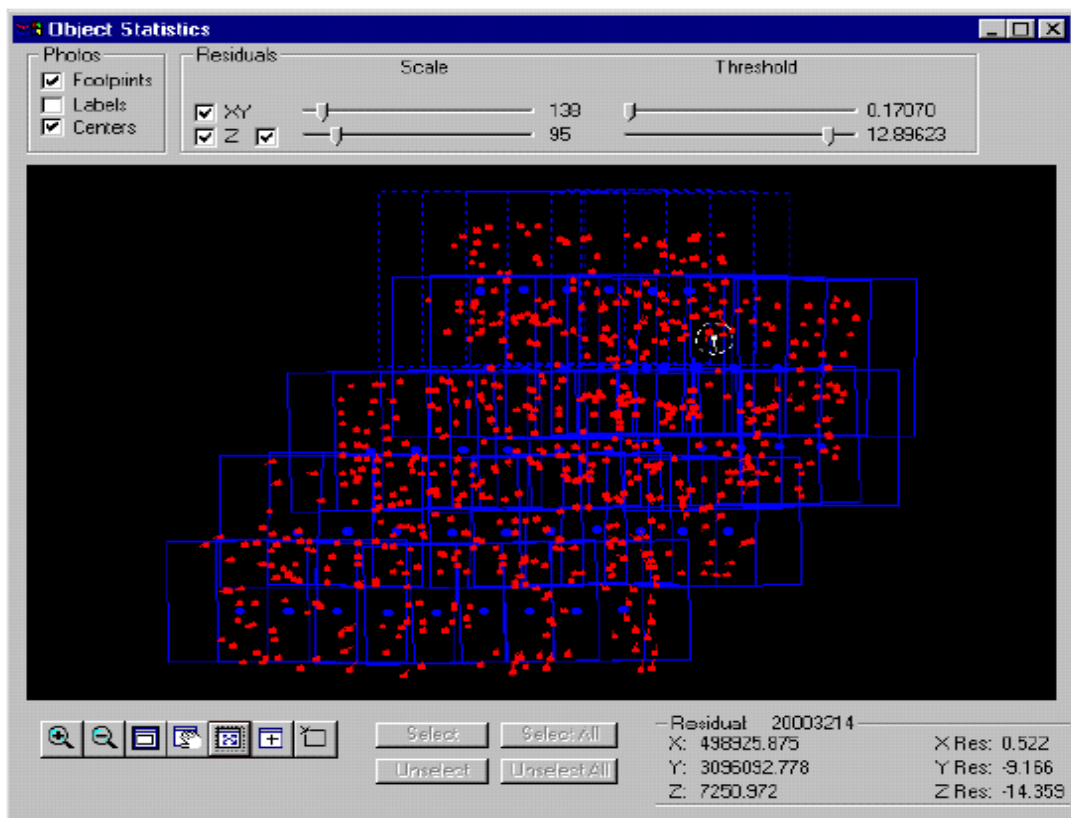 Object Statistics
Photos
Footprints
Labels
Centers
Residuals
Scale
Threshold
XY
138
0.17070
Z
95
12.89623
Select
Select All
Unselect
Unselect All
Residual: 20003214
X: 498925.875
X Res: 0.522
Y: 3096092.778
Y Res: -9.166
Z: 7250.972
Z Res: -14.359